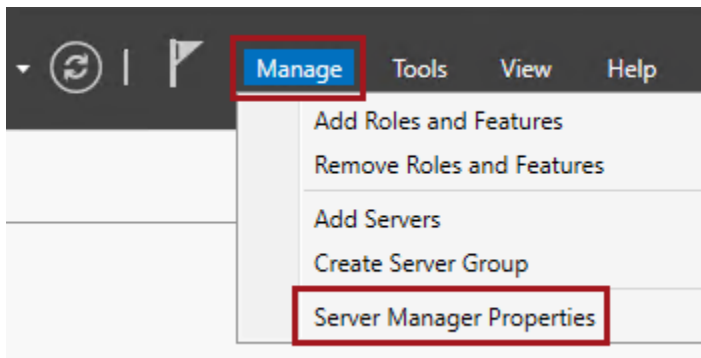 Manage Tools View Help
Add Roles and Features
Remove Roles and Features
Add Servers
Create Server Group
Server Manager Properties